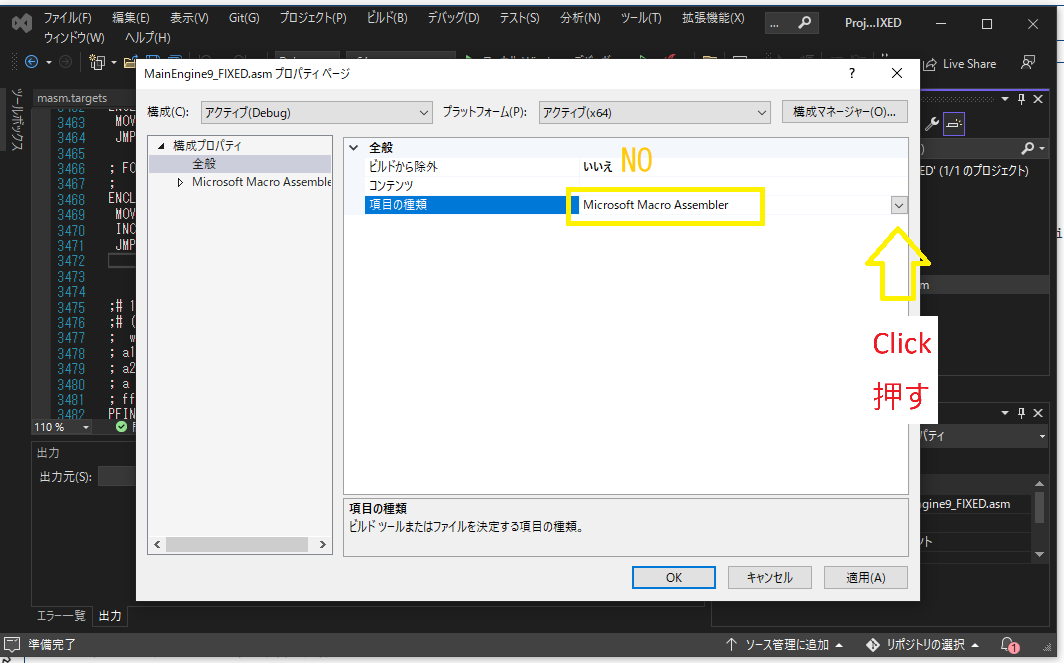 ファイル(F) 編集(E) 表示(V) Git(G) プロジェクト(P) ビルド(B) デバッグ(D) テスト(S) 分析(N) ツール(T) 拡張機能(X) ... Proj...IXED
ウィンドウ(W) ヘルプ(H)
Live Share
ツールボックス
masm.targets
MainEngine9_FIXED.asm プロパティ ページ
構成(C): アクティブ(Debug) プラットフォーム(P): アクティブ(x64) 構成マネージャー(O)...
構成プロパティ
全般
Microsoft Macro Assemble
全般
ビルドから除外 いいえ NO
コンテンツ
項目の種類 Microsoft Macro Assembler
Click
押す
項目の種類
ビルド ツールまたはファイルを決定する項目の種類。
OK キャンセル 適用(A)
3463 MOV
3464 JMP
3465
3466 ; FO
3467 ;
3468 ENCL
3469 MOV
3470 INC
3471 JMP
3472
3473
3474
3475 ;# 1
3476 ;# (
3477 ; w
3478 ; a1
3479 ; a2
3480 ; a
3481 ; ff
3482 PFIN
110 %
ED' (1/1 のプロジェクト)
m
パティ
gine9_FIXED.asm
ント
出力
出力元(S):
エラー一覧 出力
準備完了 ソース管理に追加 リポジトリの選択 1